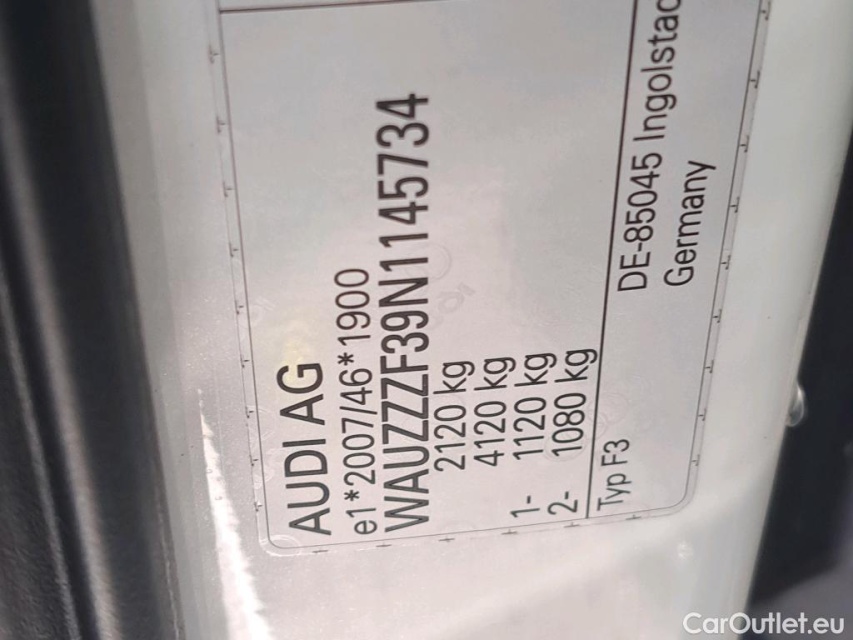 AUDI AG
e1*2007/46*1900
WAUZZZF39N1145734
2120 kg
4120 kg
1- 1120 kg
2- 1080 kg
Typ F3
DE-85045 Ingolstad
Germany
CarOutlet.eu